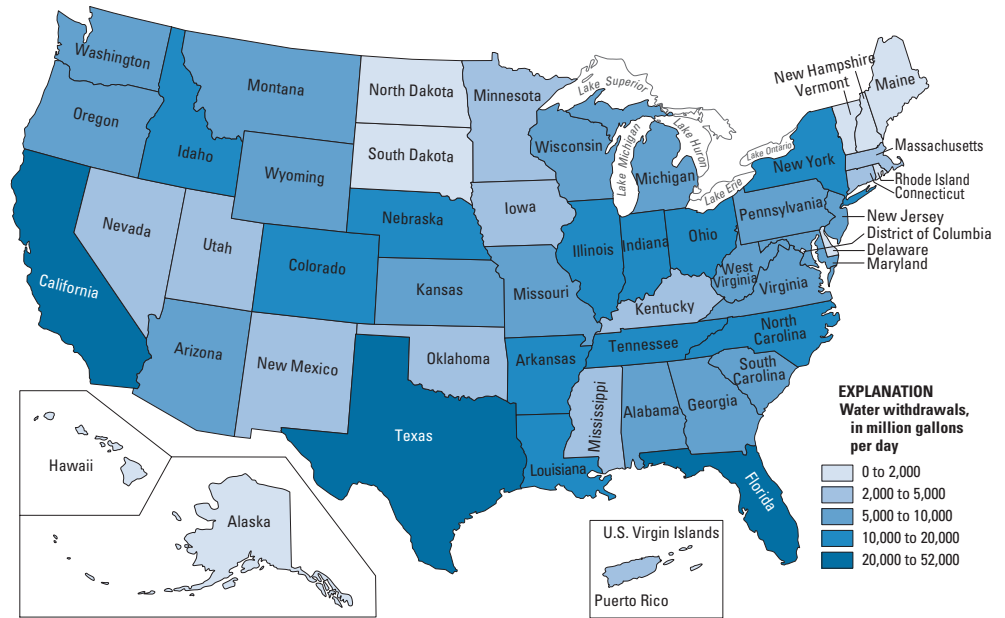 Washington
Oregon
California
Nevada
Idaho
Montana
Wyoming
Utah
Colorado
Arizona
New Mexico
North Dakota
South Dakota
Nebraska
Kansas
Oklahoma
Texas
Minnesota
Iowa
Missouri
Arkansas
Louisiana
Wisconsin
Illinois
Indiana
Michigan
Ohio
Kentucky
Tennessee
Mississippi
Alabama
Georgia
Florida
South
Carolina
North
Carolina
Virginia
West
Virginia
Pennsylvania
New York
Lake Superior
Lake Michigan
Lake Huron
Lake Erie
Lake Ontario
New Hampshire
Vermont
Maine
Massachusetts
Rhode Island
Connecticut
New Jersey
District of Columbia
Delaware
Maryland
Hawaii
Alaska
U.S. Virgin Islands
Puerto Rico
EXPLANATION
Water withdrawals,
in million gallons
per day
0 to 2,000
2,000 to 5,000
5,000 to 10,000
10,000 to 20,000
20,000 to 52,000